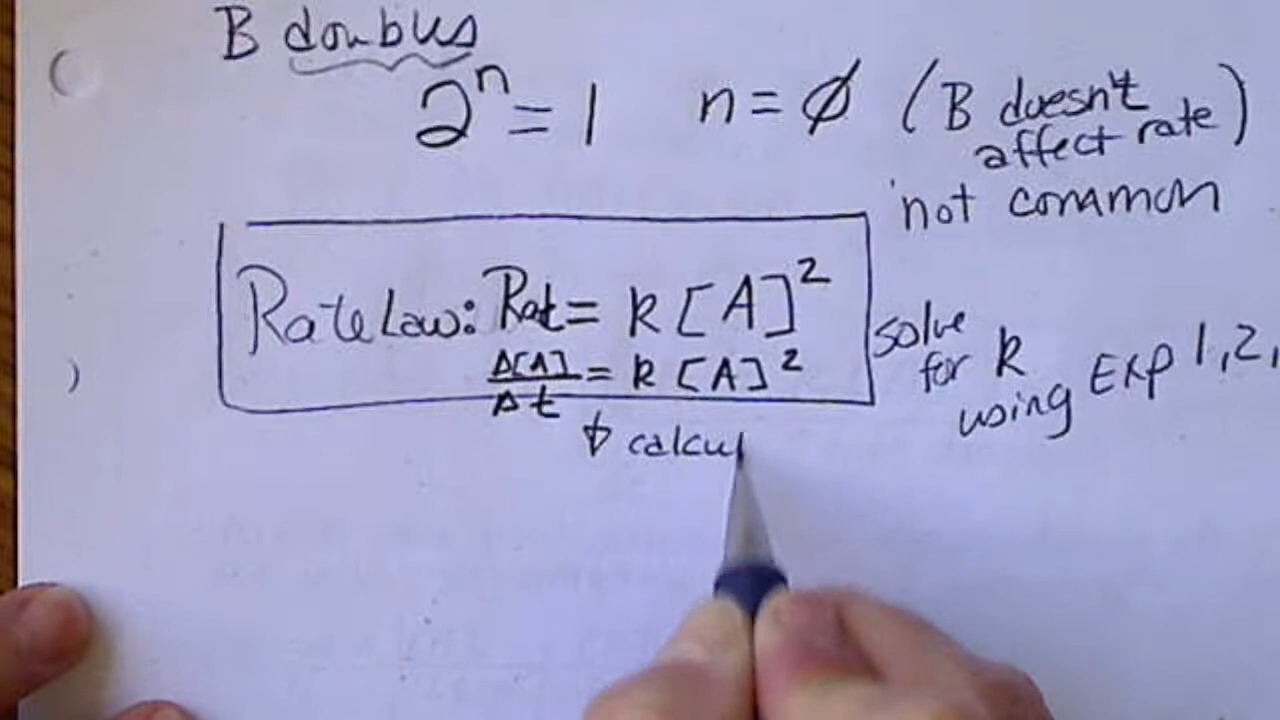 B doubles
2ⁿ = 1 n = ∅ (B doesn't affect rate)
not common
Rate Law: Rat = k [A]²
Δ[A]/Δt = k [A]²
solve for k using Exp 1, 2,
↓ calcul